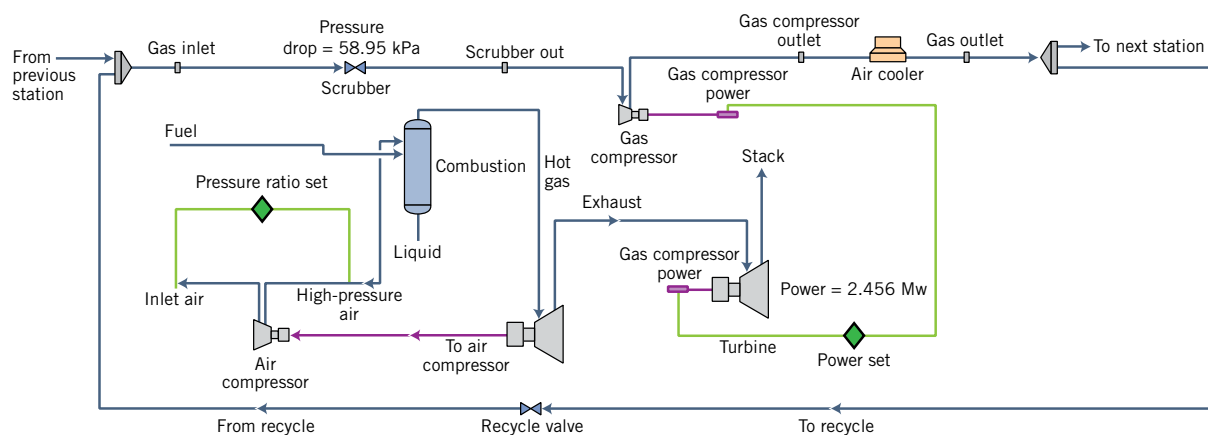 From
previous
station
Gas inlet
Pressure
drop = 58.95 kPa
Scrubber
Scrubber out
Gas compressor
outlet
Air cooler
Gas outlet
To next station
Gas compressor
power
Gas
compressor
Fuel
Combustion
Hot
gas
Stack
Pressure ratio set
Exhaust
Liquid
Gas compressor
power
Inlet air
High-pressure
air
Power = 2.456 Mw
Air
compressor
To air
compressor
Turbine
Power set
From recycle
Recycle valve
To recycle